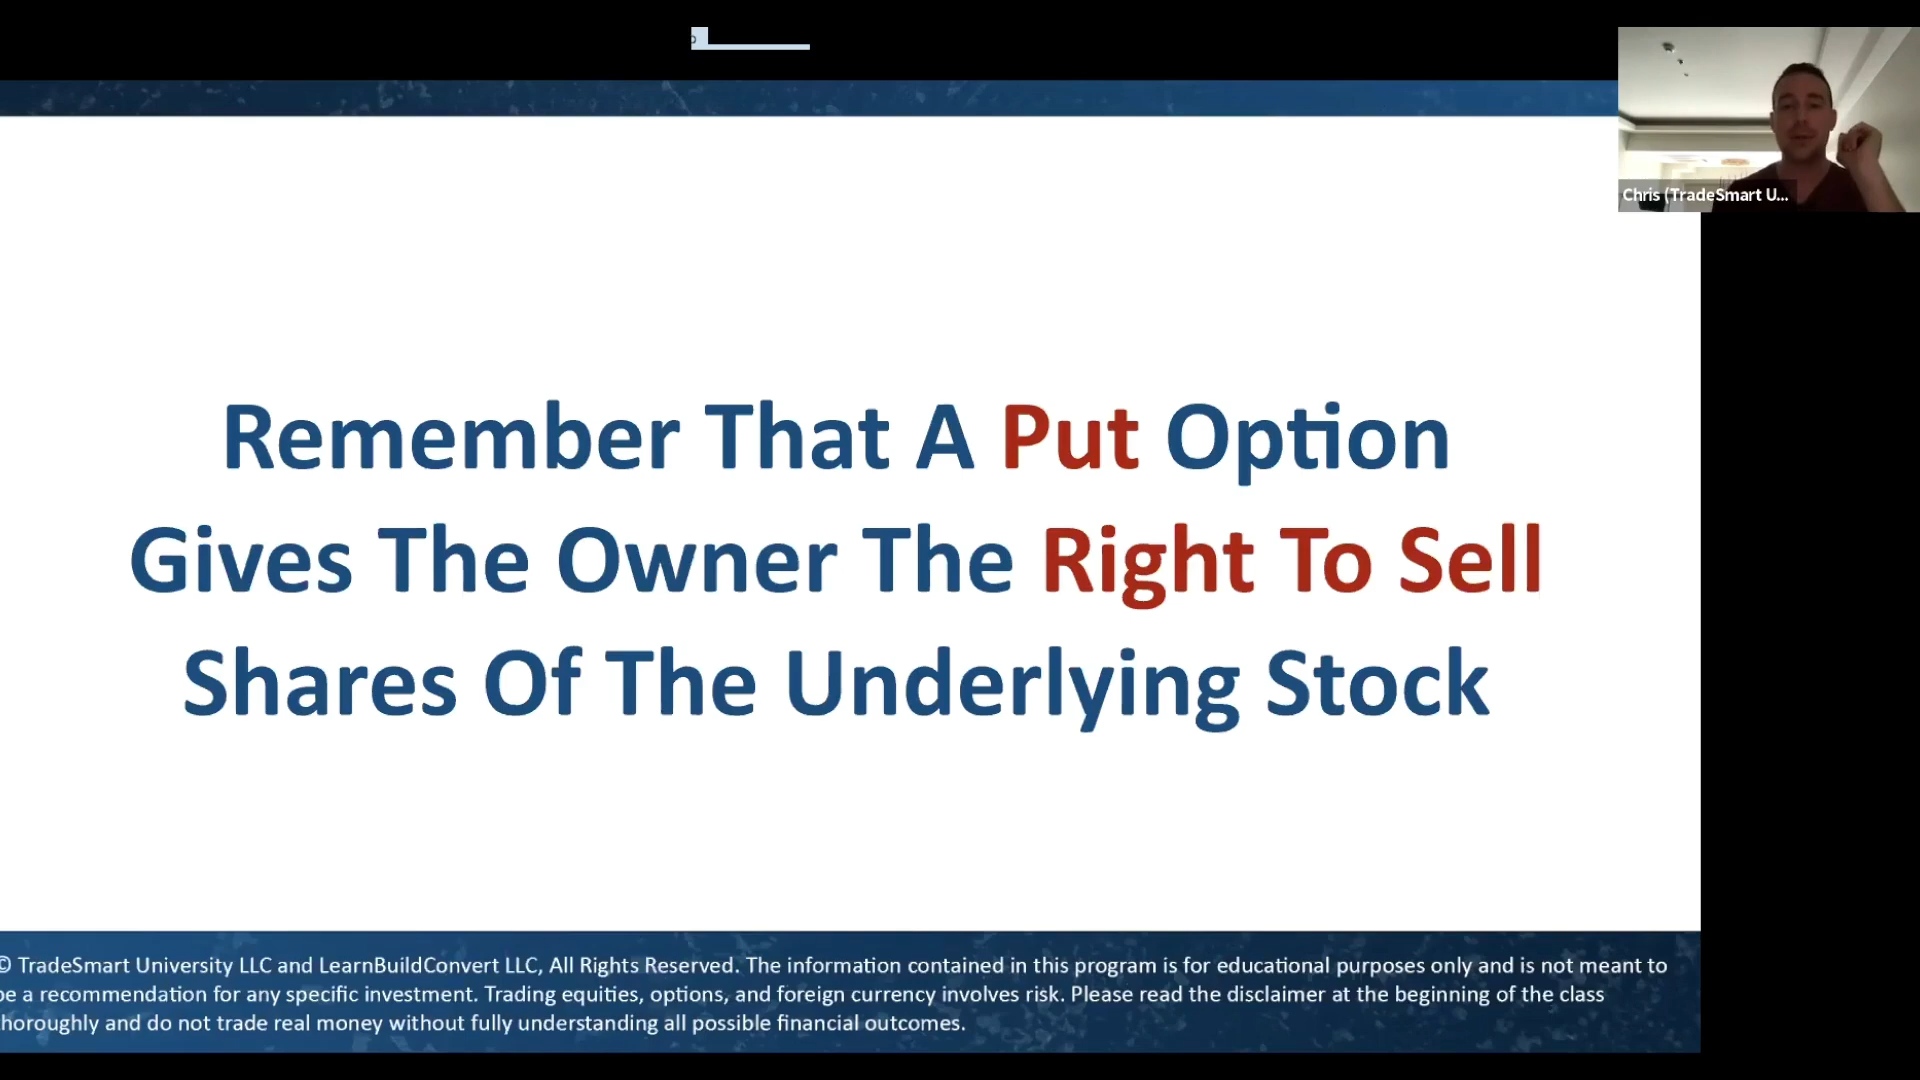 Chris (TradeSmart U...
Remember That A Put Option
Gives The Owner The Right To Sell
Shares Of The Underlying Stock
© TradeSmart University LLC and LearnBuildConvert LLC, All Rights Reserved. The information contained in this program is for educational purposes only and is not meant to
be a recommendation for any specific investment. Trading equities, options, and foreign currency involves risk. Please read the disclaimer at the beginning of the class
horoughly and do not trade real money without fully understanding all possible financial outcomes.